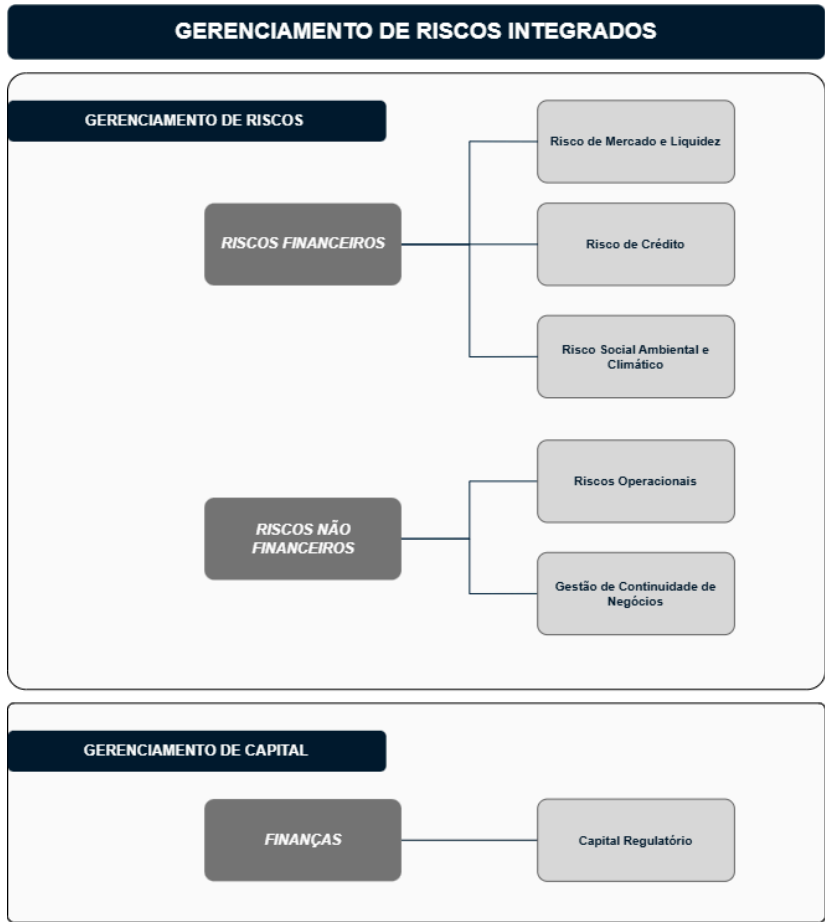 GERENCIAMENTO DE RISCOS INTEGRADOS
GERENCIAMENTO DE RISCOS
RISCOS FINANCEIROS
Risco de Mercado e Liquidez
Risco de Crédito
Risco Social Ambiental e
Climático
RISCOS NÃO
FINANCEIROS
Riscos Operacionais
Gestão de Continuidade de
Negócios
GERENCIAMENTO DE CAPITAL
FINANÇAS
Capital Regulatório